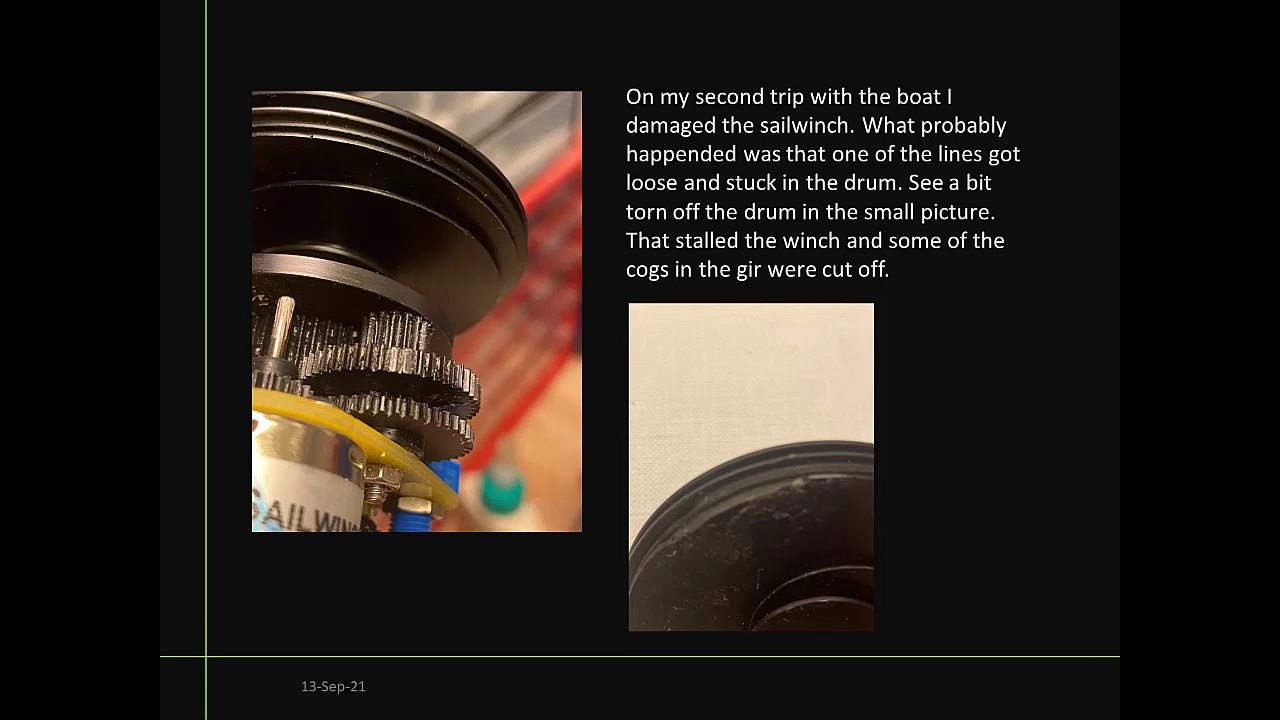 On my second trip with the boat I
damaged the sailwinch. What probably
happended was that one of the lines got
loose and stuck in the drum. See a bit
torn off the drum in the small picture.
That stalled the winch and some of the
cogs in the gir were cut off.
13-Sep-21